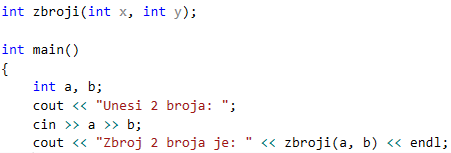 int zbroji(int x, int y);
int main()
{
int a, b;
cout << "Unesi 2 broja: ";
cin >> a >> b;
cout << "Zbroj 2 broja je: " << zbroji(a, b) << endl;